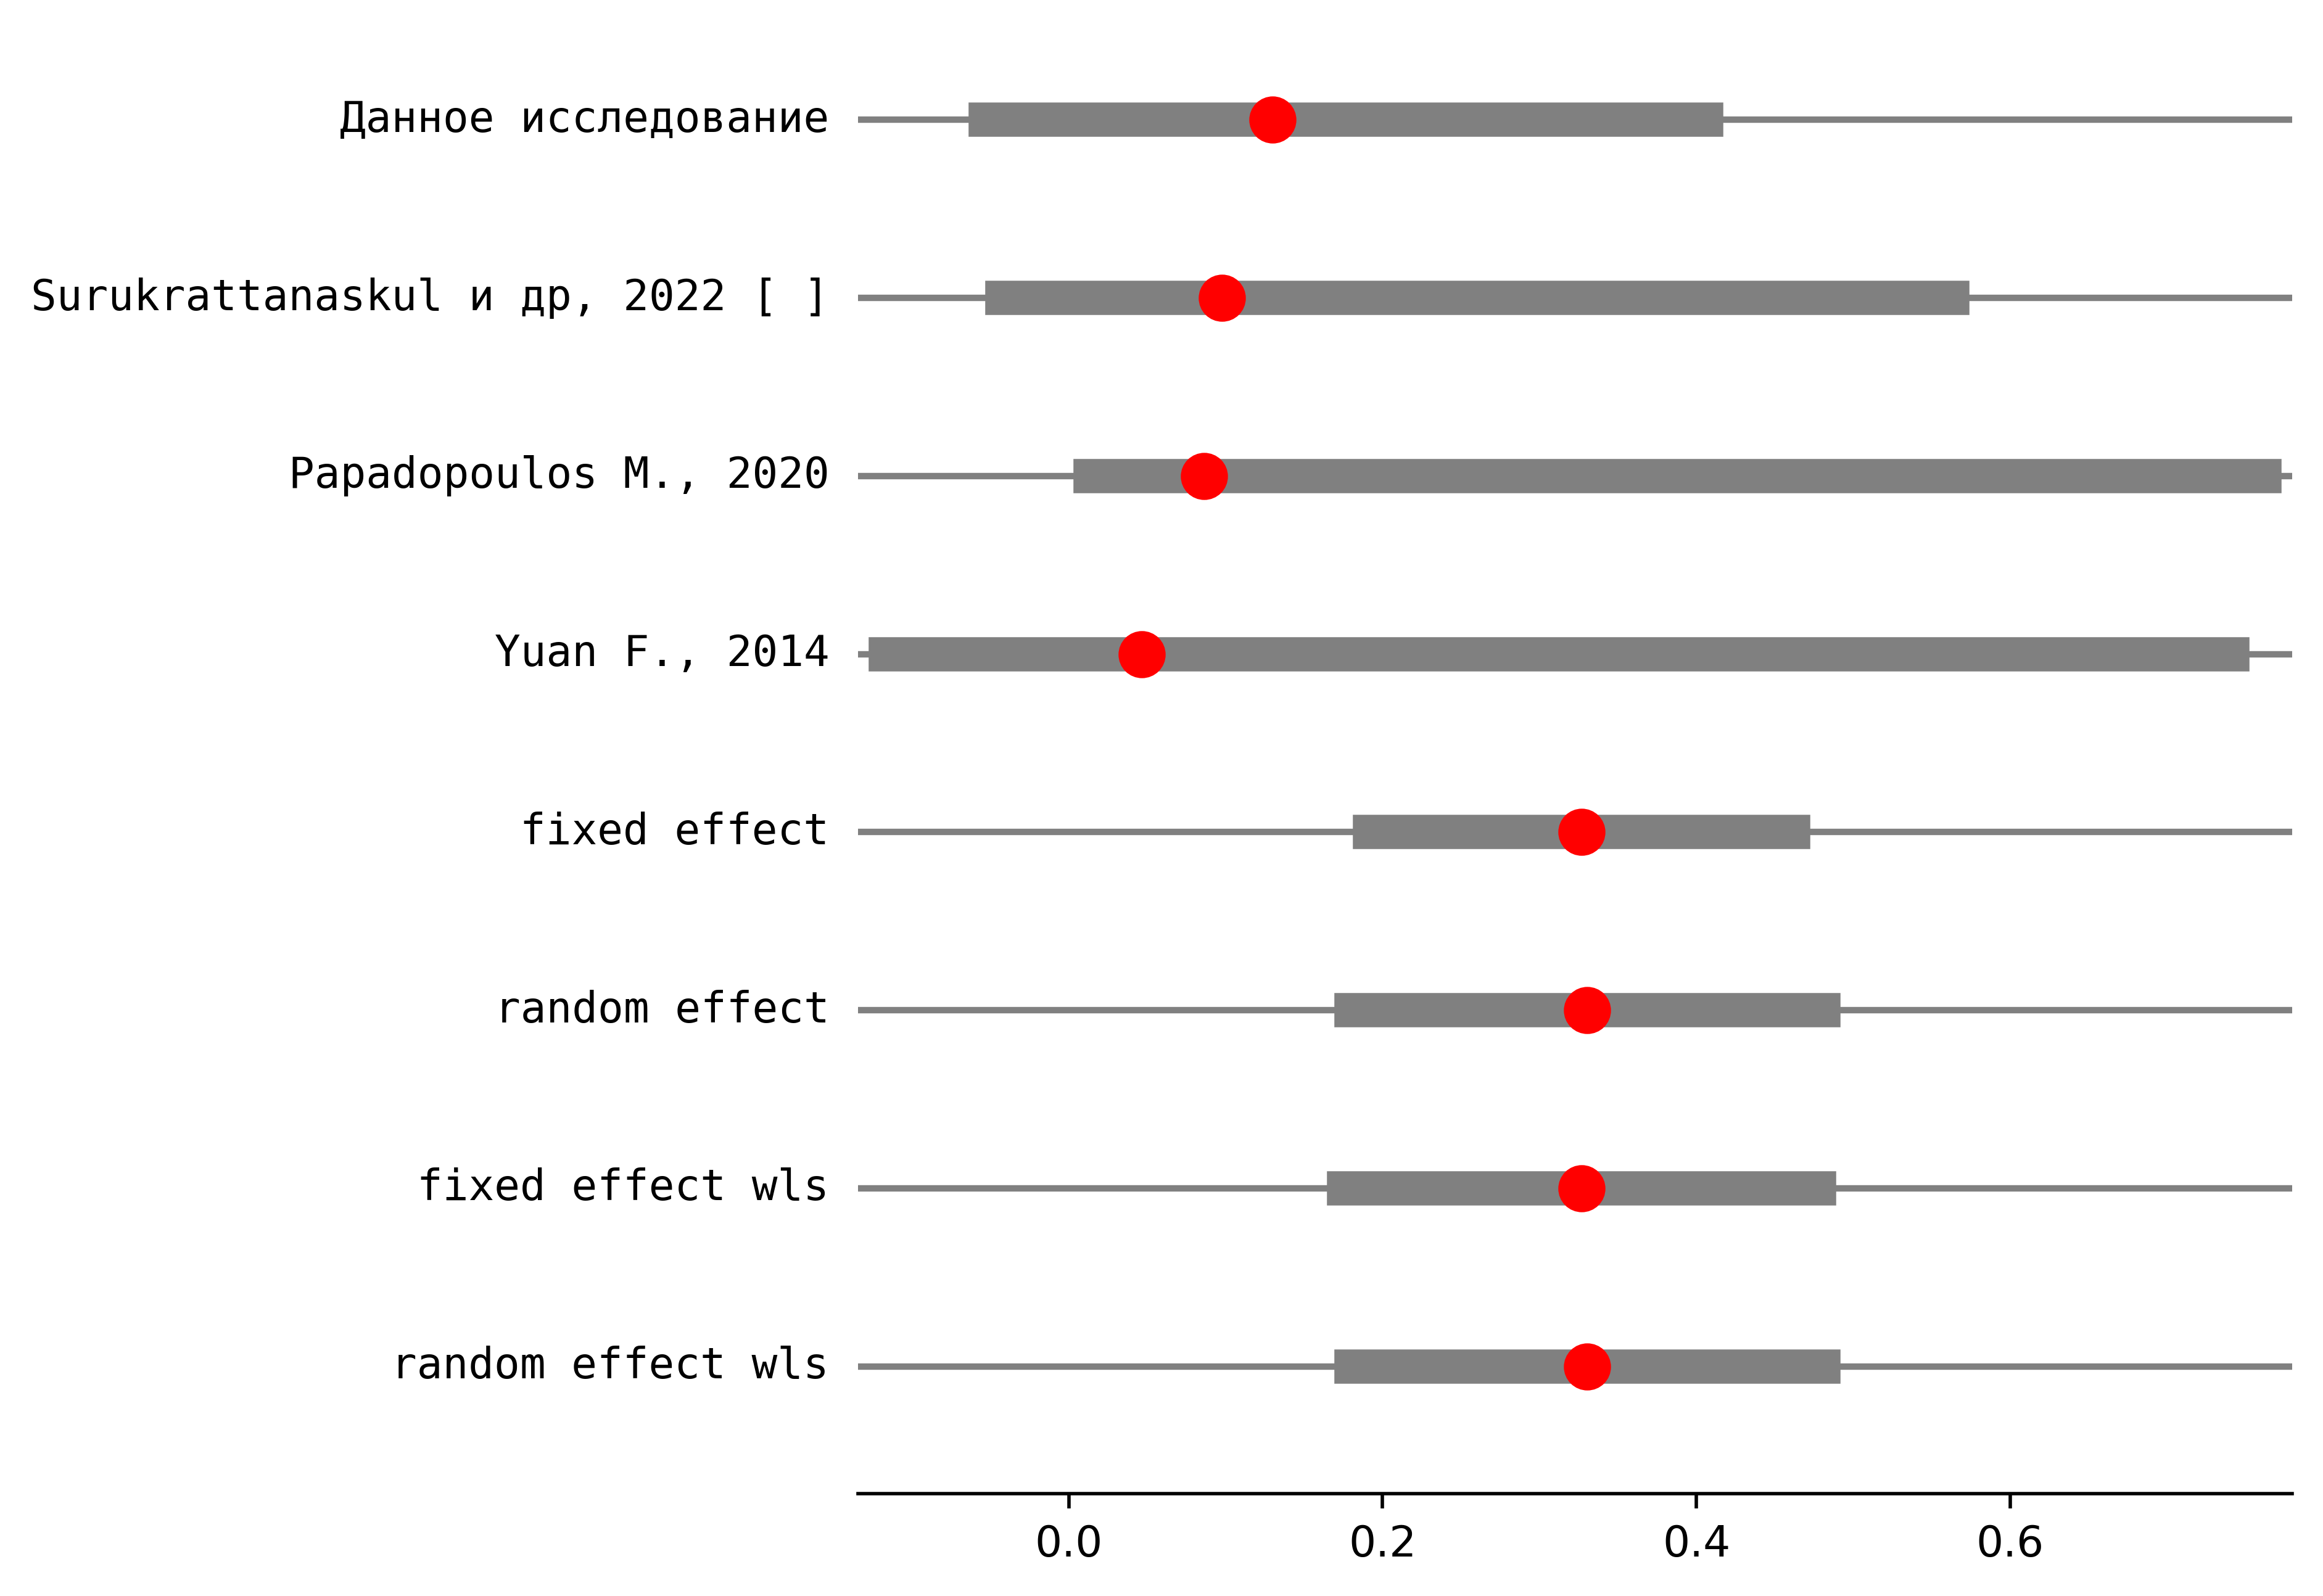 Данное исследование
Surukrattanaskul и др, 2022 [ ]
Papadopoulos M., 2020
Yuan F., 2014
fixed effect
random effect
fixed effect wls
random effect wls
0.0 0.2 0.4 0.6